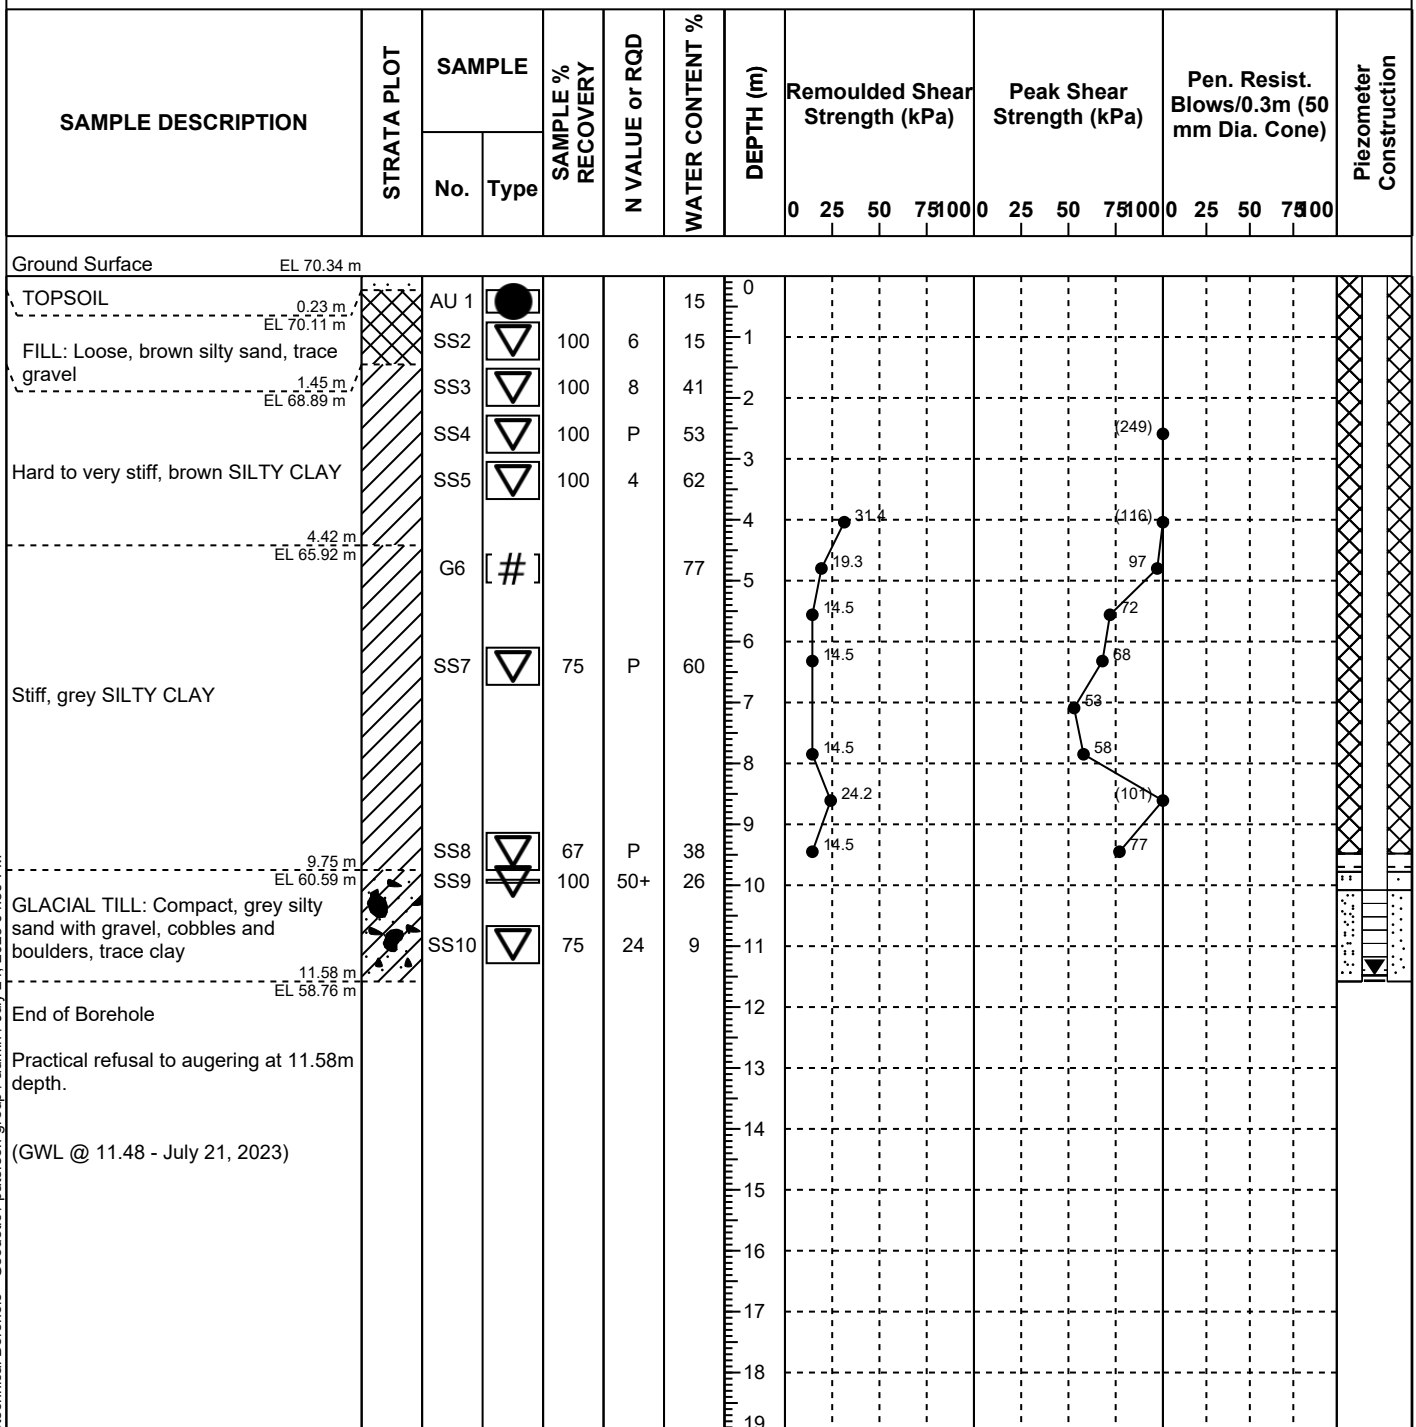 SAMPLE DESCRIPTION
STRATA PLOT
SAMPLE
No.
Type
SAMPLE %
RECOVERY
N VALUE or RQD
WATER CONTENT %
DEPTH (m)
Remoulded Shear
Strength (kPa)
0 25 50 75 100
Peak Shear
Strength (kPa)
0 25 50 75 100
Pen. Resist.
Blows/0.3m (50
mm Dia. Cone)
0 25 50 75 100
Piezometer
Construction
Ground Surface EL 70.34 m
TOPSOIL 0.23 m
EL 70.11 m
FILL: Loose, brown silty sand, trace
gravel 1.45 m
EL 68.89 m
Hard to very stiff, brown SILTY CLAY
4.42 m
EL 65.92 m
Stiff, grey SILTY CLAY
9.75 m
EL 60.59 m
GLACIAL TILL: Compact, grey silty
sand with gravel, cobbles and
boulders, trace clay
11.58 m
EL 58.76 m
End of Borehole
Practical refusal to augering at 11.58m
depth.
(GWL @ 11.48 - July 21, 2023)
AU 1 15
SS2 100 6 15
SS3 100 8 41
SS4 100 P 53
SS5 100 4 62
G6 [ # ] 77
SS7 75 P 60
SS8 67 P 38
SS9 100 50+ 26
SS10 75 24 9
0
1
2
3
4
5
6
7
8
9
10
11
12
13
14
15
16
17
18
19
31.4
19.3
14.5
14.5
14.5
24.2
14.5
(249)
(116)
97
72
68
53
58
(101)
77